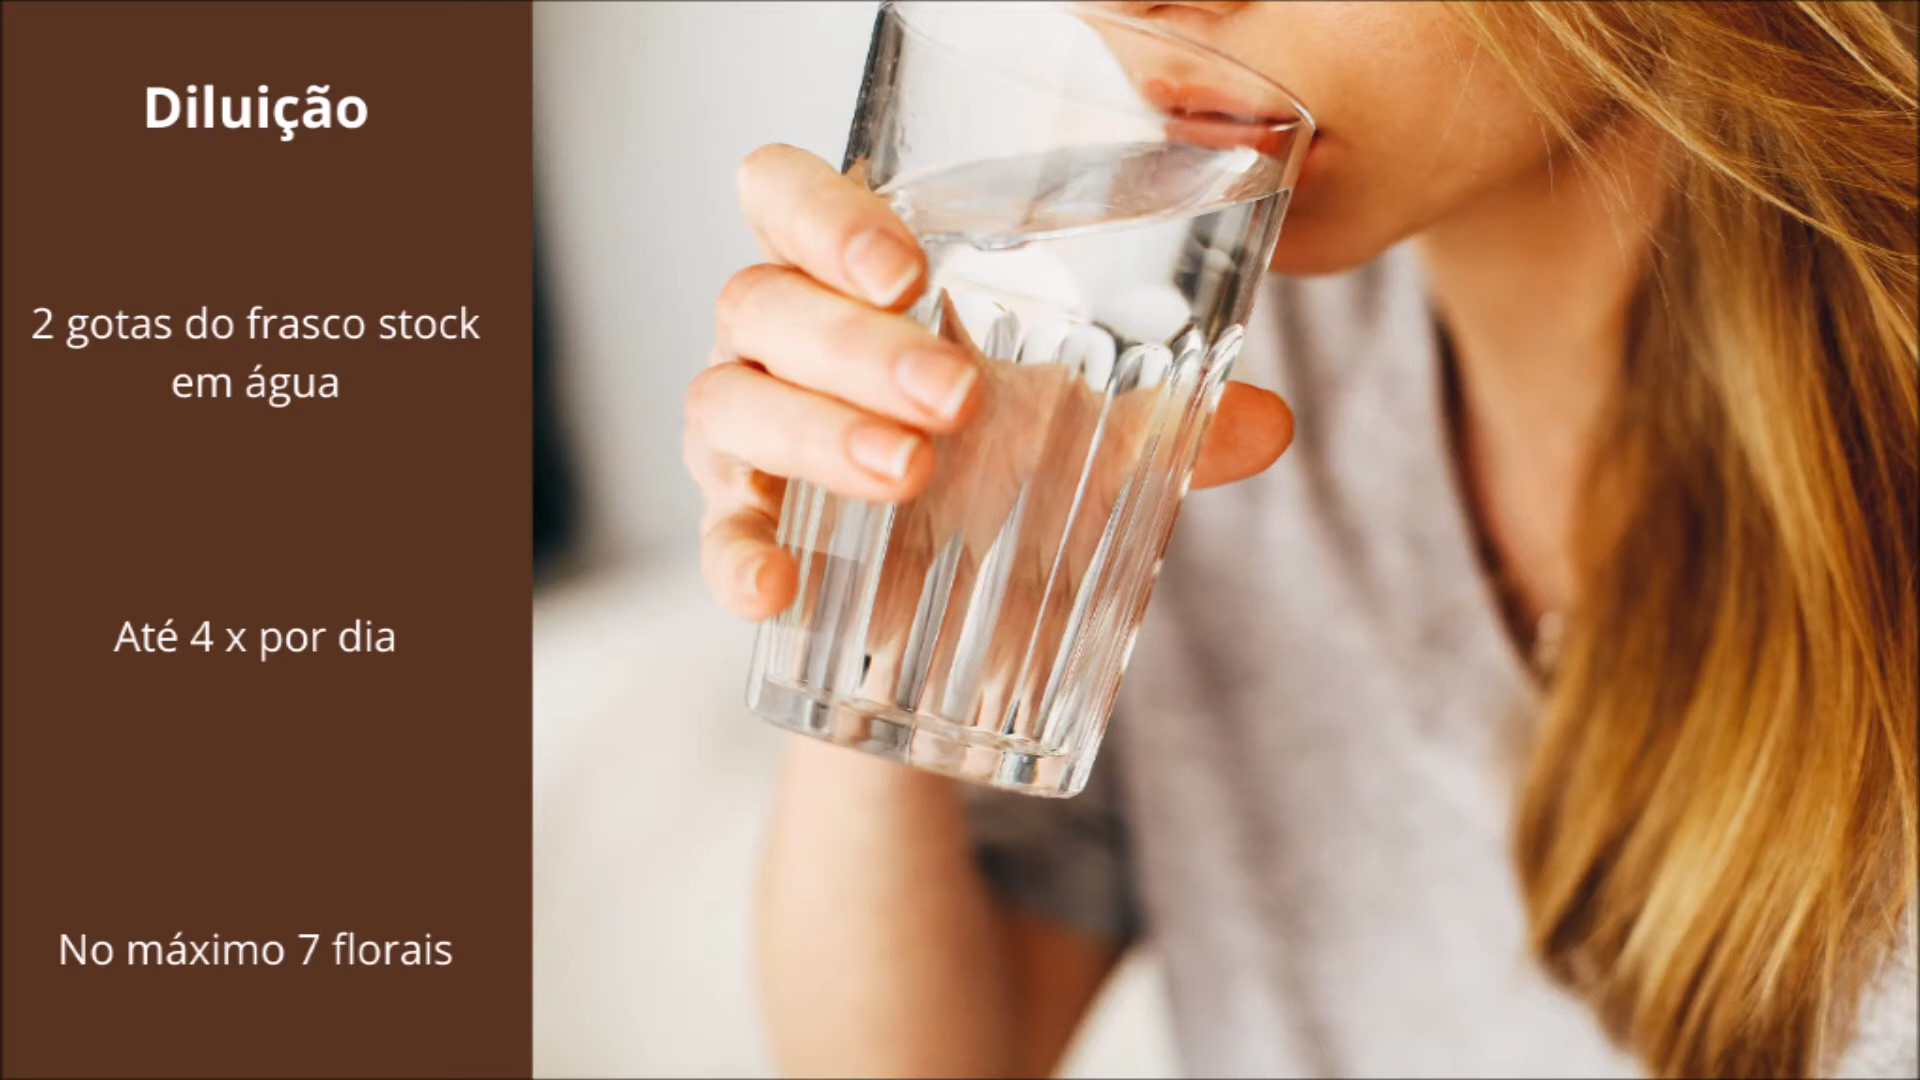 Diluição
2 gotas do frasco stock
em água
Até 4 x por dia
No máximo 7 florais